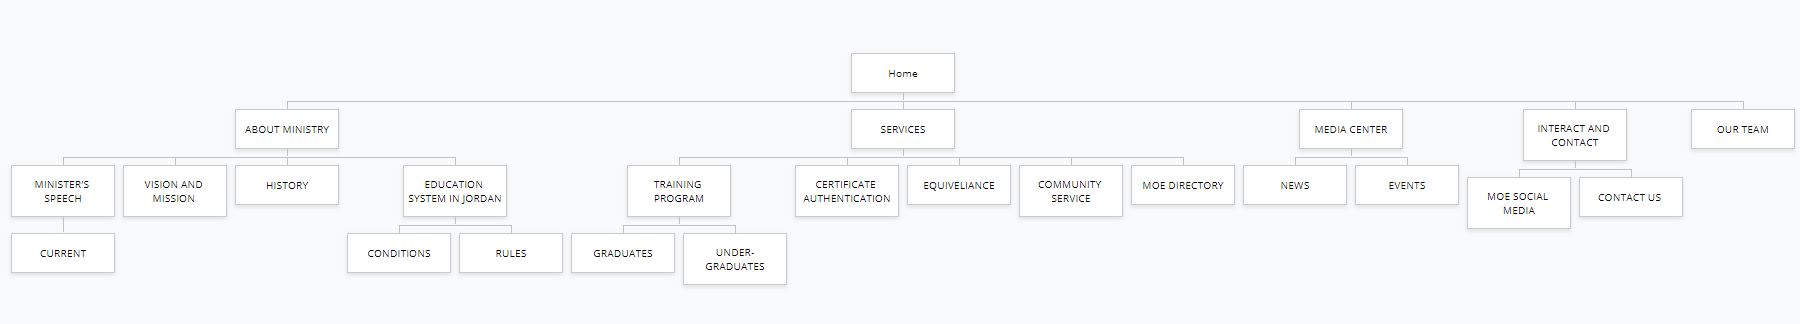 Home
ABOUT MINISTRY
SERVICES
MEDIA CENTER
INTERACT AND
CONTACT
OUR TEAM
MINISTER'S
SPEECH
VISION AND
MISSION
HISTORY
EDUCATION
SYSTEM IN JORDAN
TRAINING
PROGRAM
CERTIFICATE
AUTHENTICATION
EQUIVELIANCE
COMMUNITY
SERVICE
MOE DIRECTORY
NEWS
EVENTS
MOE SOCIAL
MEDIA
CONTACT US
CURRENT
CONDITIONS
RULES
GRADUATES
UNDER-
GRADUATES